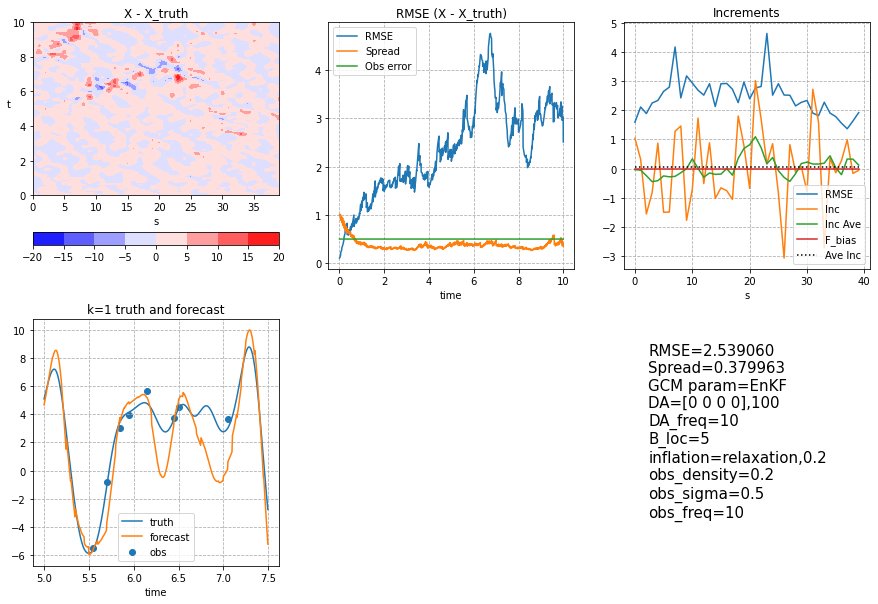 X - X_truth
10
8
6
t
4
2
0
0 5 10 15 20 25 30 35
s
−20 −15 −10 −5 0 5 10 15 20
RMSE (X - X_truth)
RMSE
Spread
Obs error
4
3
2
1
0
0 2 4 6 8 10
time
Increments
5
4
3
2
1
0
−1
−2
−3
RMSE
Inc
Inc Ave
F_bias
Ave Inc
0 10 20 30 40
s
k=1 truth and forecast
10
8
6
4
2
0
−2
−4
−6
truth
forecast
obs
5.0 5.5 6.0 6.5 7.0 7.5
time
RMSE=2.539060
Spread=0.379963
GCM param=EnKF
DA=[0 0 0 0],100
DA_freq=10
B_loc=5
inflation=relaxation,0.2
obs_density=0.2
obs_sigma=0.5
obs_freq=10